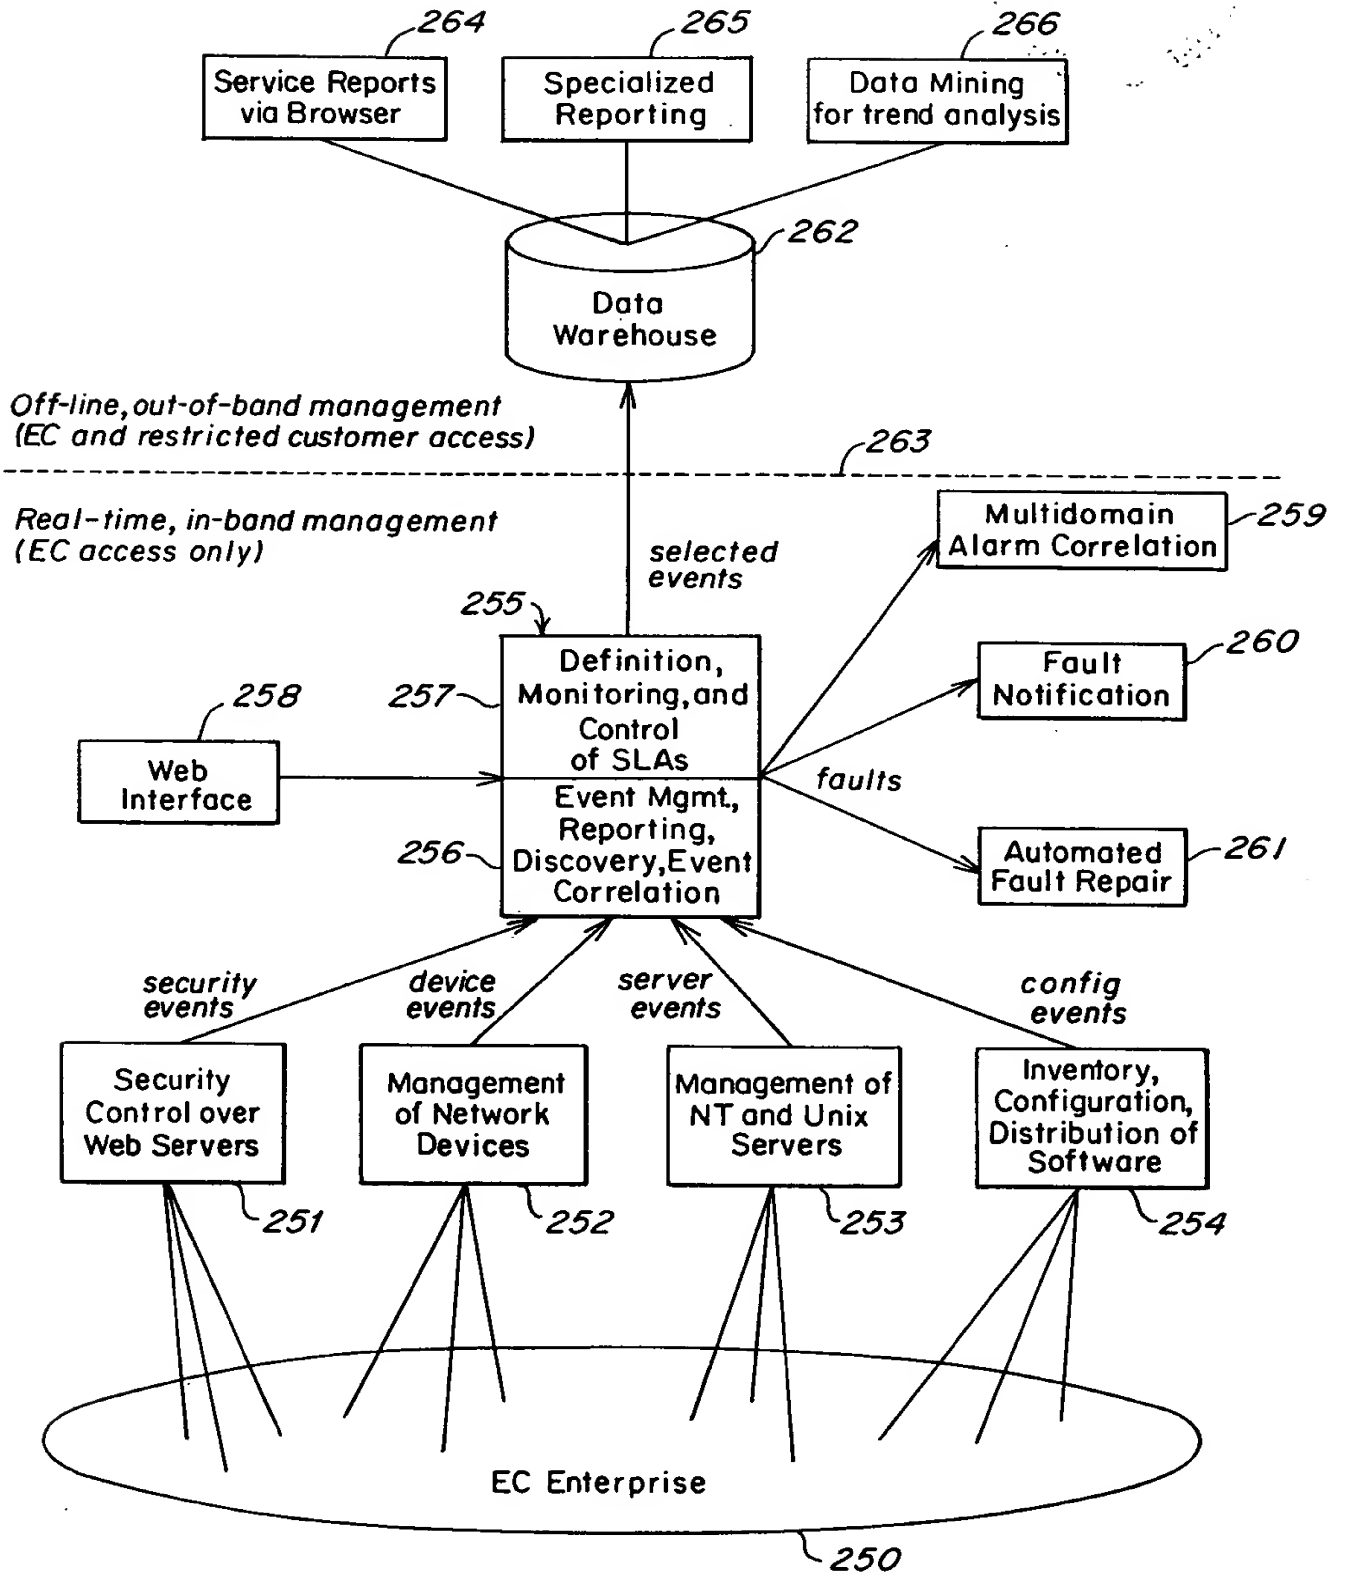 264
265
266
Service Reports
via Browser
Specialized
Reporting
Data Mining
for trend analysis
262
Data
Warehouse
Off-line, out-of-band management
(EC and restricted customer access)
263
Real-time, in-band management
(EC access only)
selected
events
Multidomain
Alarm Correlation
259
255
257
Definition,
Monitoring, and
Control
of SLAs
260
Fault
Notification
258
Web
Interface
faults
256
Event Mgmt.,
Reporting,
Discovery, Event
Correlation
Automated
Fault Repair
261
security
events
device
events
server
events
config
events
Security
Control over
Web Servers
Management
of Network
Devices
Management of
NT and Unix
Servers
Inventory,
Configuration,
Distribution of
Software
251
252
253
254
EC Enterprise
250